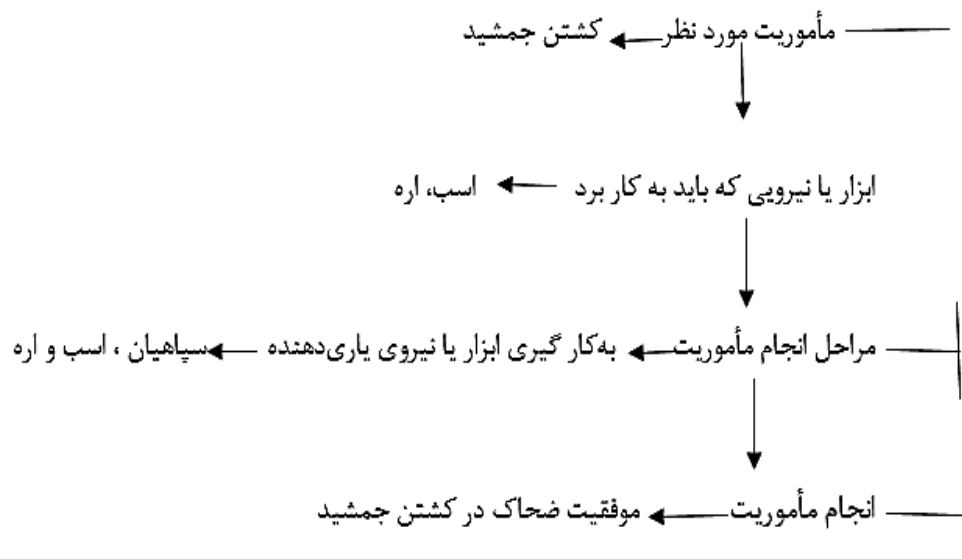 مأموریت مورد نظر کشتن جمشید
ابزار یا نیرویی که باید به کار برد اسب، اره
مراحل انجام مأموریت به‌کار گیری ابزار یا نیروی یاری‌دهنده سپاهیان ، اسب و اره
انجام مأموریت موفقیت ضحاک در کشتن جمشید